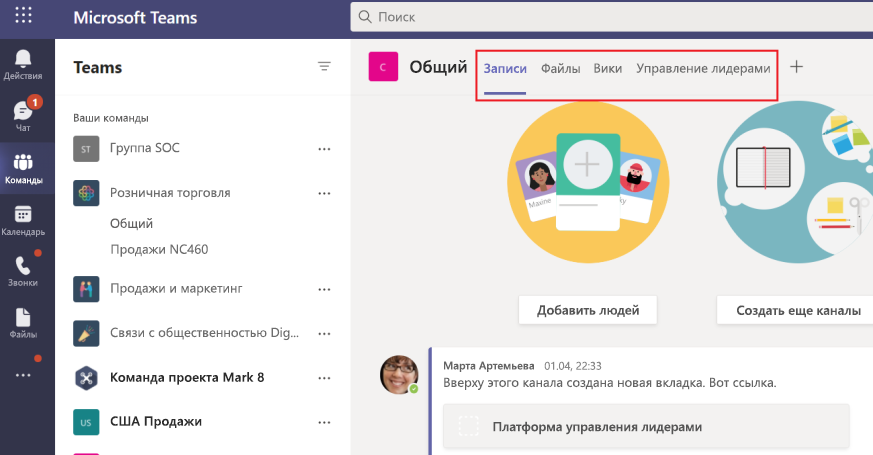 Microsoft Teams
Поиск
Действия
1
Чат
Команды
Календарь
Звонки
Файлы
Teams
Ваши команды
ST
Группа SOC
Розничная торговля
Общий
Продажи NC460
Продажи и маркетинг
Связи с общественностью Dig...
Команда проекта Mark 8
US
США Продажи
C
Общий
Записи
Файлы
Вики
Управление лидерами
Maxine
ky
Добавить людей
Создать еще каналы
Марта Артемьева 01.04, 22:33
Вверху этого канала создана новая вкладка. Вот ссылка.
Платформа управления лидерами